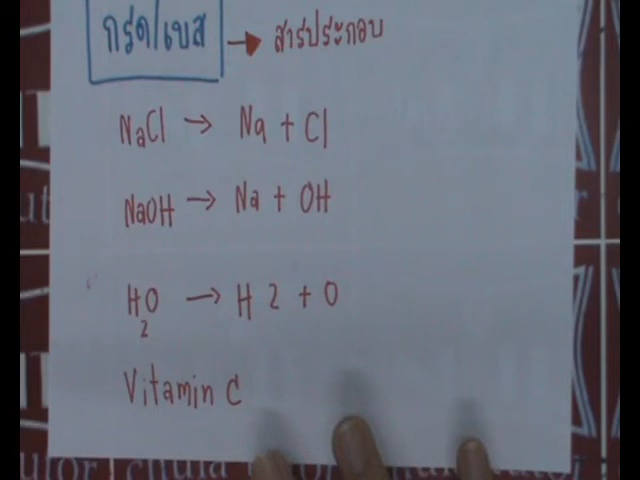 กรด/เบส → สารประกอบ
NaCl → Na + Cl
NaOH → Na + OH
H2O → H 2 + O
Vitamin C